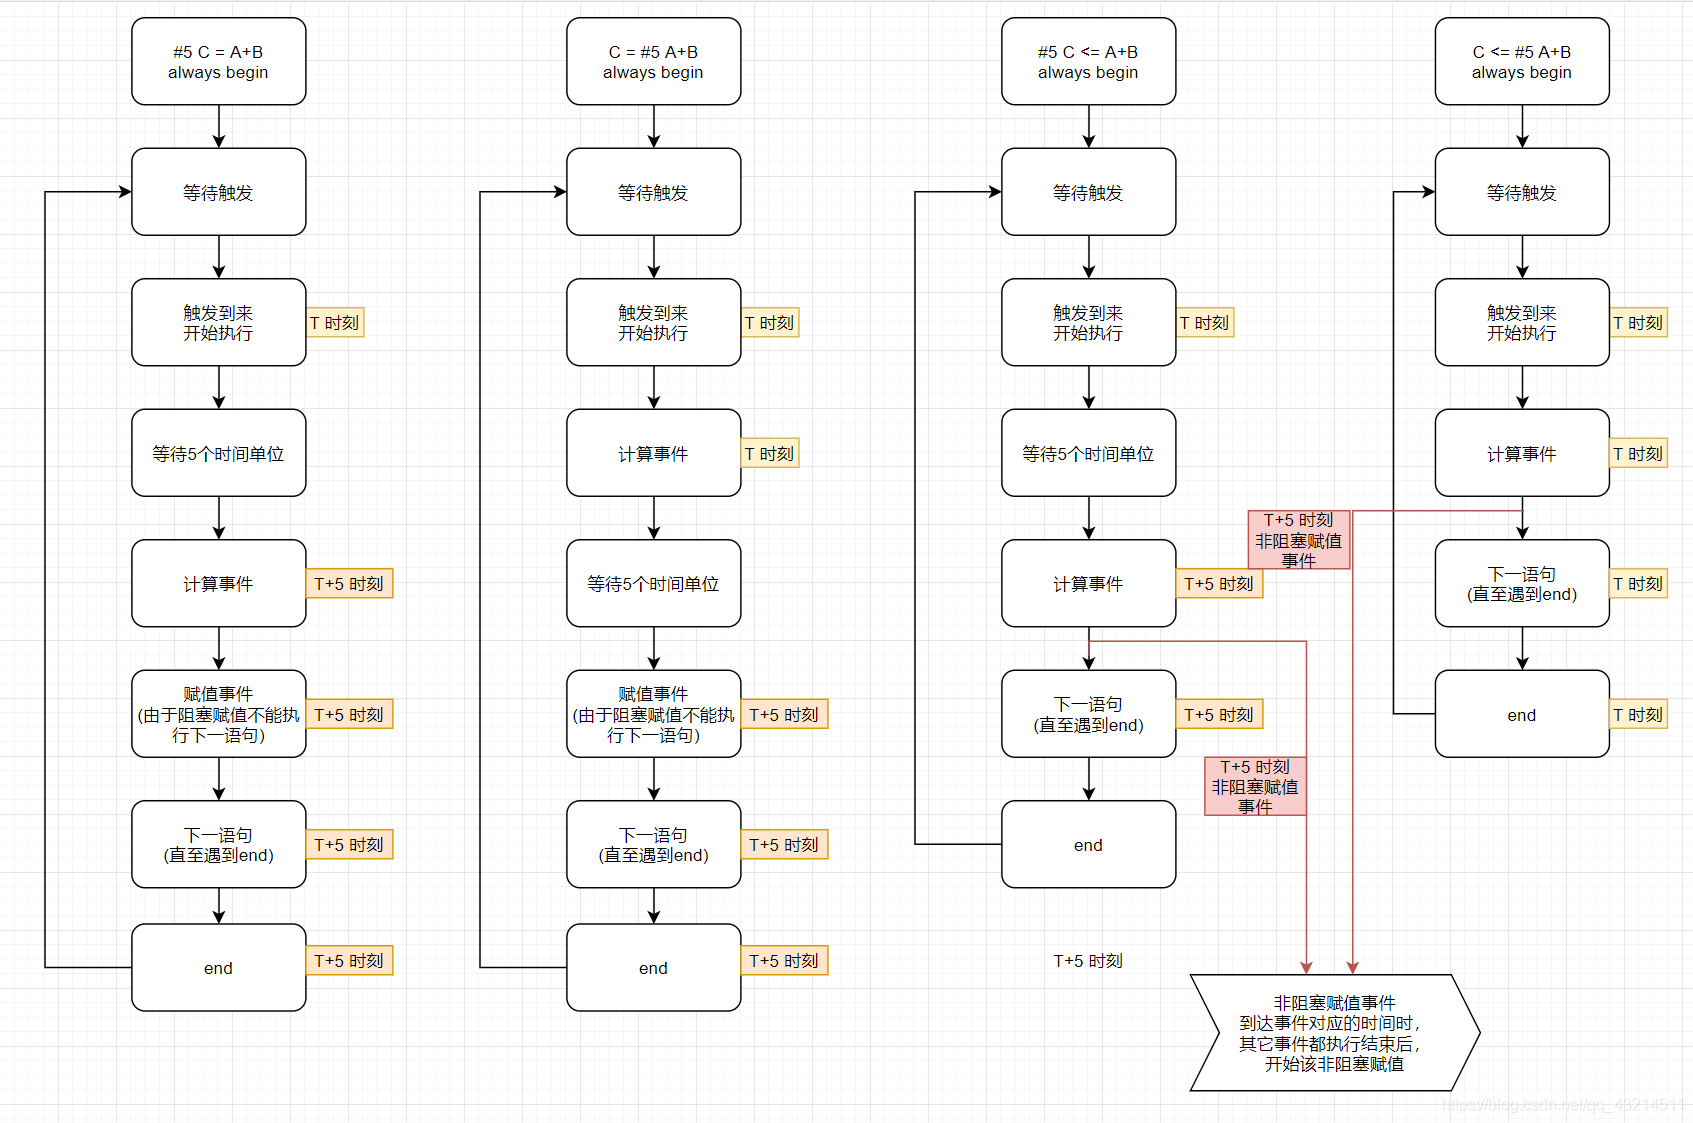 #5 C = A+B
always begin
等待触发
触发到来
开始执行
T 时刻
等待5个时间单位
计算事件
T+5 时刻
赋值事件
(由于阻塞赋值不能执
行下一语句)
T+5 时刻
下一语句
(直至遇到end)
T+5 时刻
end
T+5 时刻
C = #5 A+B
always begin
等待触发
触发到来
开始执行
T 时刻
计算事件
T 时刻
等待5个时间单位
赋值事件
(由于阻塞赋值不能执
行下一语句)
T+5 时刻
下一语句
(直至遇到end)
T+5 时刻
end
T+5 时刻
#5 C <= A+B
always begin
等待触发
触发到来
开始执行
T 时刻
等待5个时间单位
计算事件
T+5 时刻
下一语句
(直至遇到end)
T+5 时刻
T+5 时刻
非阻塞赋值
事件
end
T+5 时刻
C <= #5 A+B
always begin
等待触发
触发到来
开始执行
T 时刻
计算事件
T 时刻
T+5 时刻
非阻塞赋值
事件
下一语句
(直至遇到end)
T 时刻
end
T 时刻
非阻塞赋值事件
到达事件对应的时间时，
其它事件都执行结束后，
开始该非阻塞赋值
https://blog.csdn.net/qq_43214511